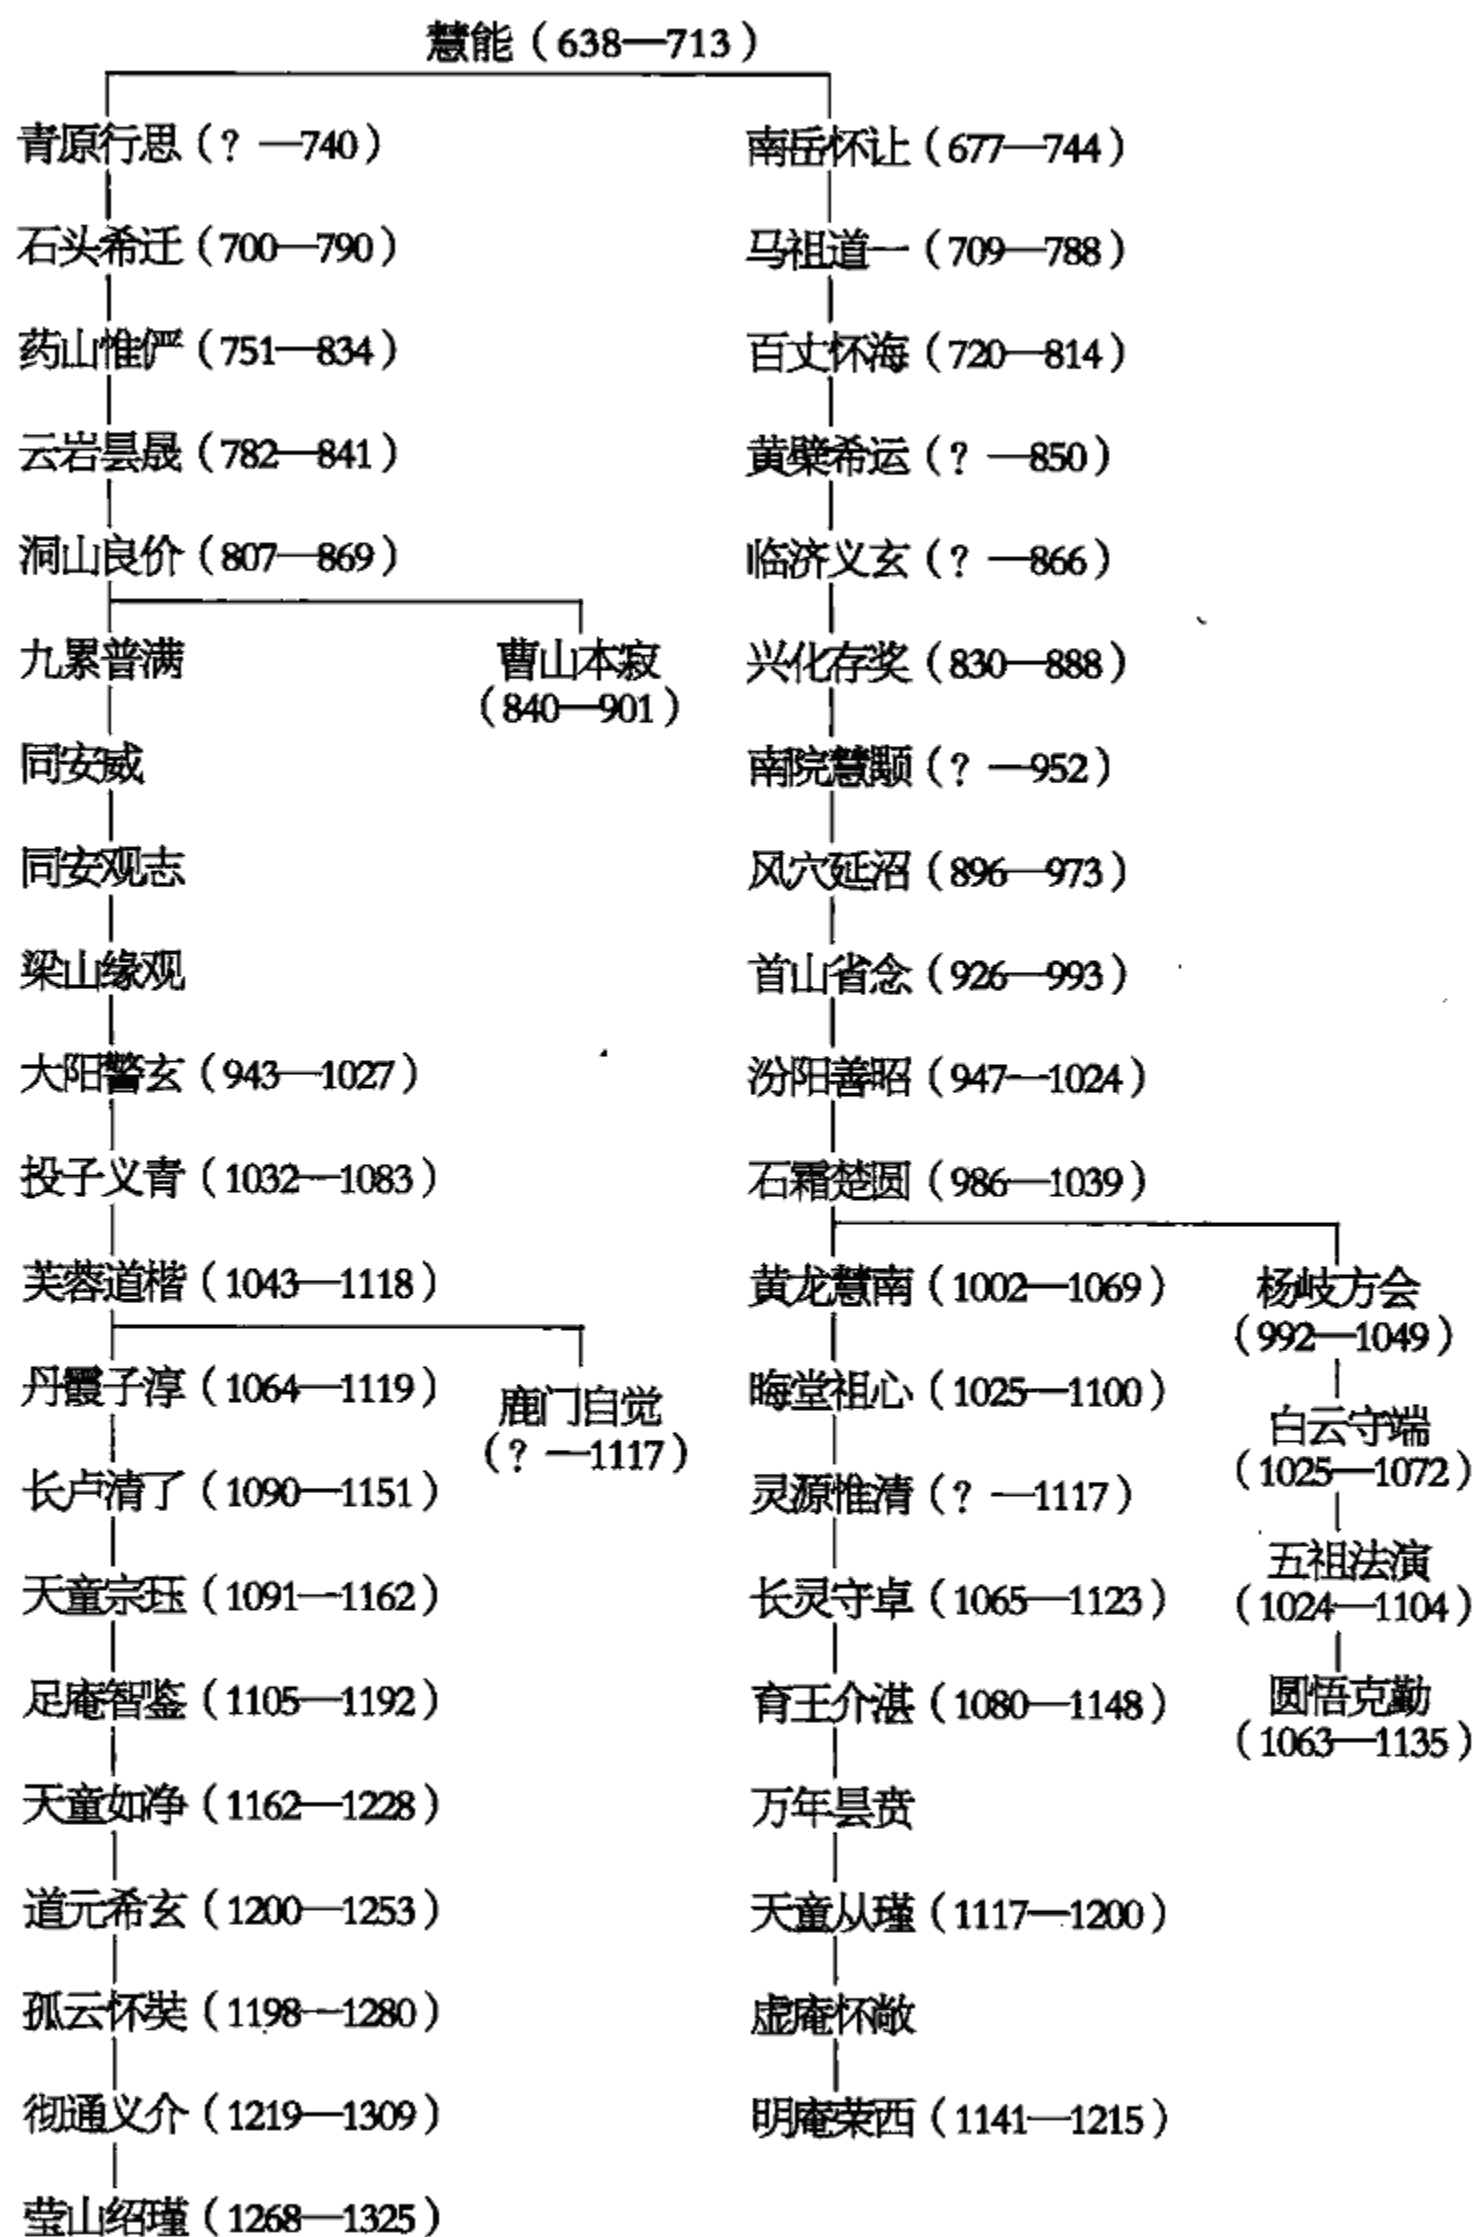 慧能（638—713）
青原行思（? —740）
南岳怀让（677—744）
石头希迁（700—790）
马祖道一（709—788）
药山惟俨（751—834）
百丈怀海（720—814）
云岩昙晟（782—841）
黄檗希运（? —850）
洞山良价（807—869）
临济义玄（? —866）
九累普满
曹山本寂
（840—901）
兴化存奖（830—888）
同安威
南院慧颙（? —952）
同安观志
风穴延沼（896—973）
梁山缘观
首山省念（926—993）
大阳警玄（943—1027）
汾阳善昭（947—1024）
投子义青（1032—1083）
石霜楚圆（986—1039）
芙蓉道楷（1043—1118）
黄龙慧南（1002—1069）
杨岐方会
（992—1049）
丹霞子淳（1064—1119）
鹿门自觉
（? —1117）
晦堂祖心（1025—1100）
白云守端
（1025—1072）
长卢清了（1090—1151）
灵源惟清（? —1117）
五祖法演
（1024—1104）
天童宗珏（1091—1162）
长灵守卓（1065—1123）
足庵智鉴（1105—1192）
育王介湛（1080—1148）
圆悟克勤
（1063—1135）
天童如净（1162—1228）
万年昙贲
道元希玄（1200—1253）
天童从瑾（1117—1200）
孤云怀奘（1198—1280）
虚庵怀敞
彻通义介（1219—1309）
明庵荣西（1141—1215）
莹山绍瑾（1268—1325）